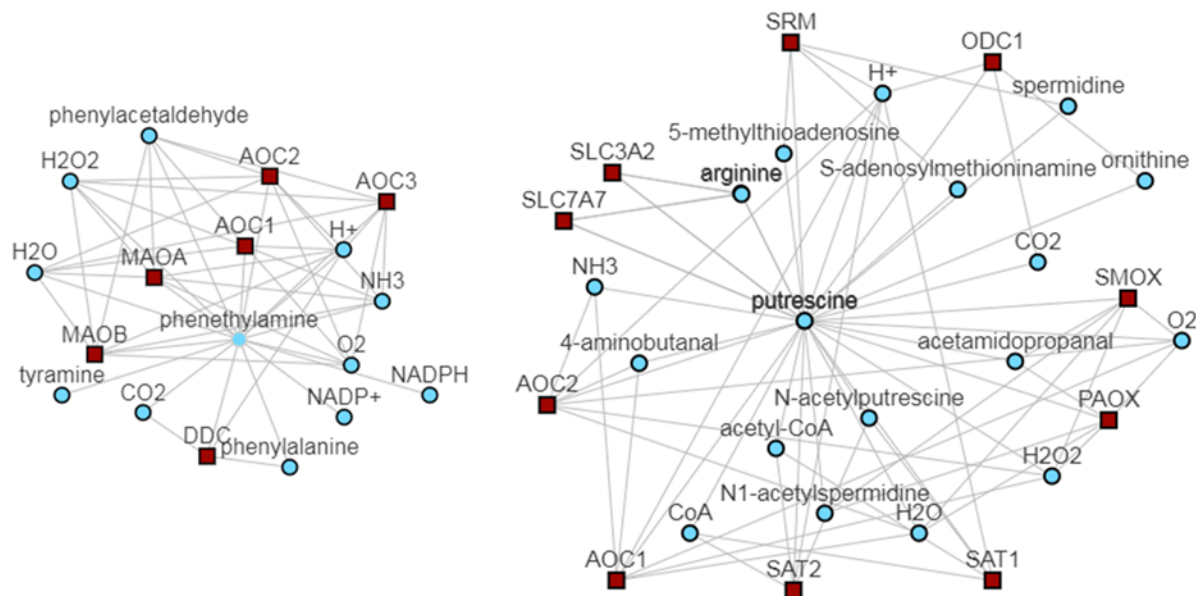 phenylacetaldehyde
H2O2
AOC2
AOC3
AOC1
H+
H2O
MAOA
NH3
phenethylamine
MAOB
O2
tyramine
CO2
NADP+
NADPH
DDC
phenylalanine
SRM
ODC1
H+
spermidine
5-methylthioadenosine
SLC3A2
arginine
S-adenosylmethioninamine
ornithine
SLC7A7
CO2
NH3
putrescine
SMOX
4-aminobutanal
acetamidopropanal
O2
AOC2
N-acetylputrescine
PAOX
acetyl-CoA
H2O2
N1-acetylspermidine
CoA
H2O
AOC1
SAT2
SAT1